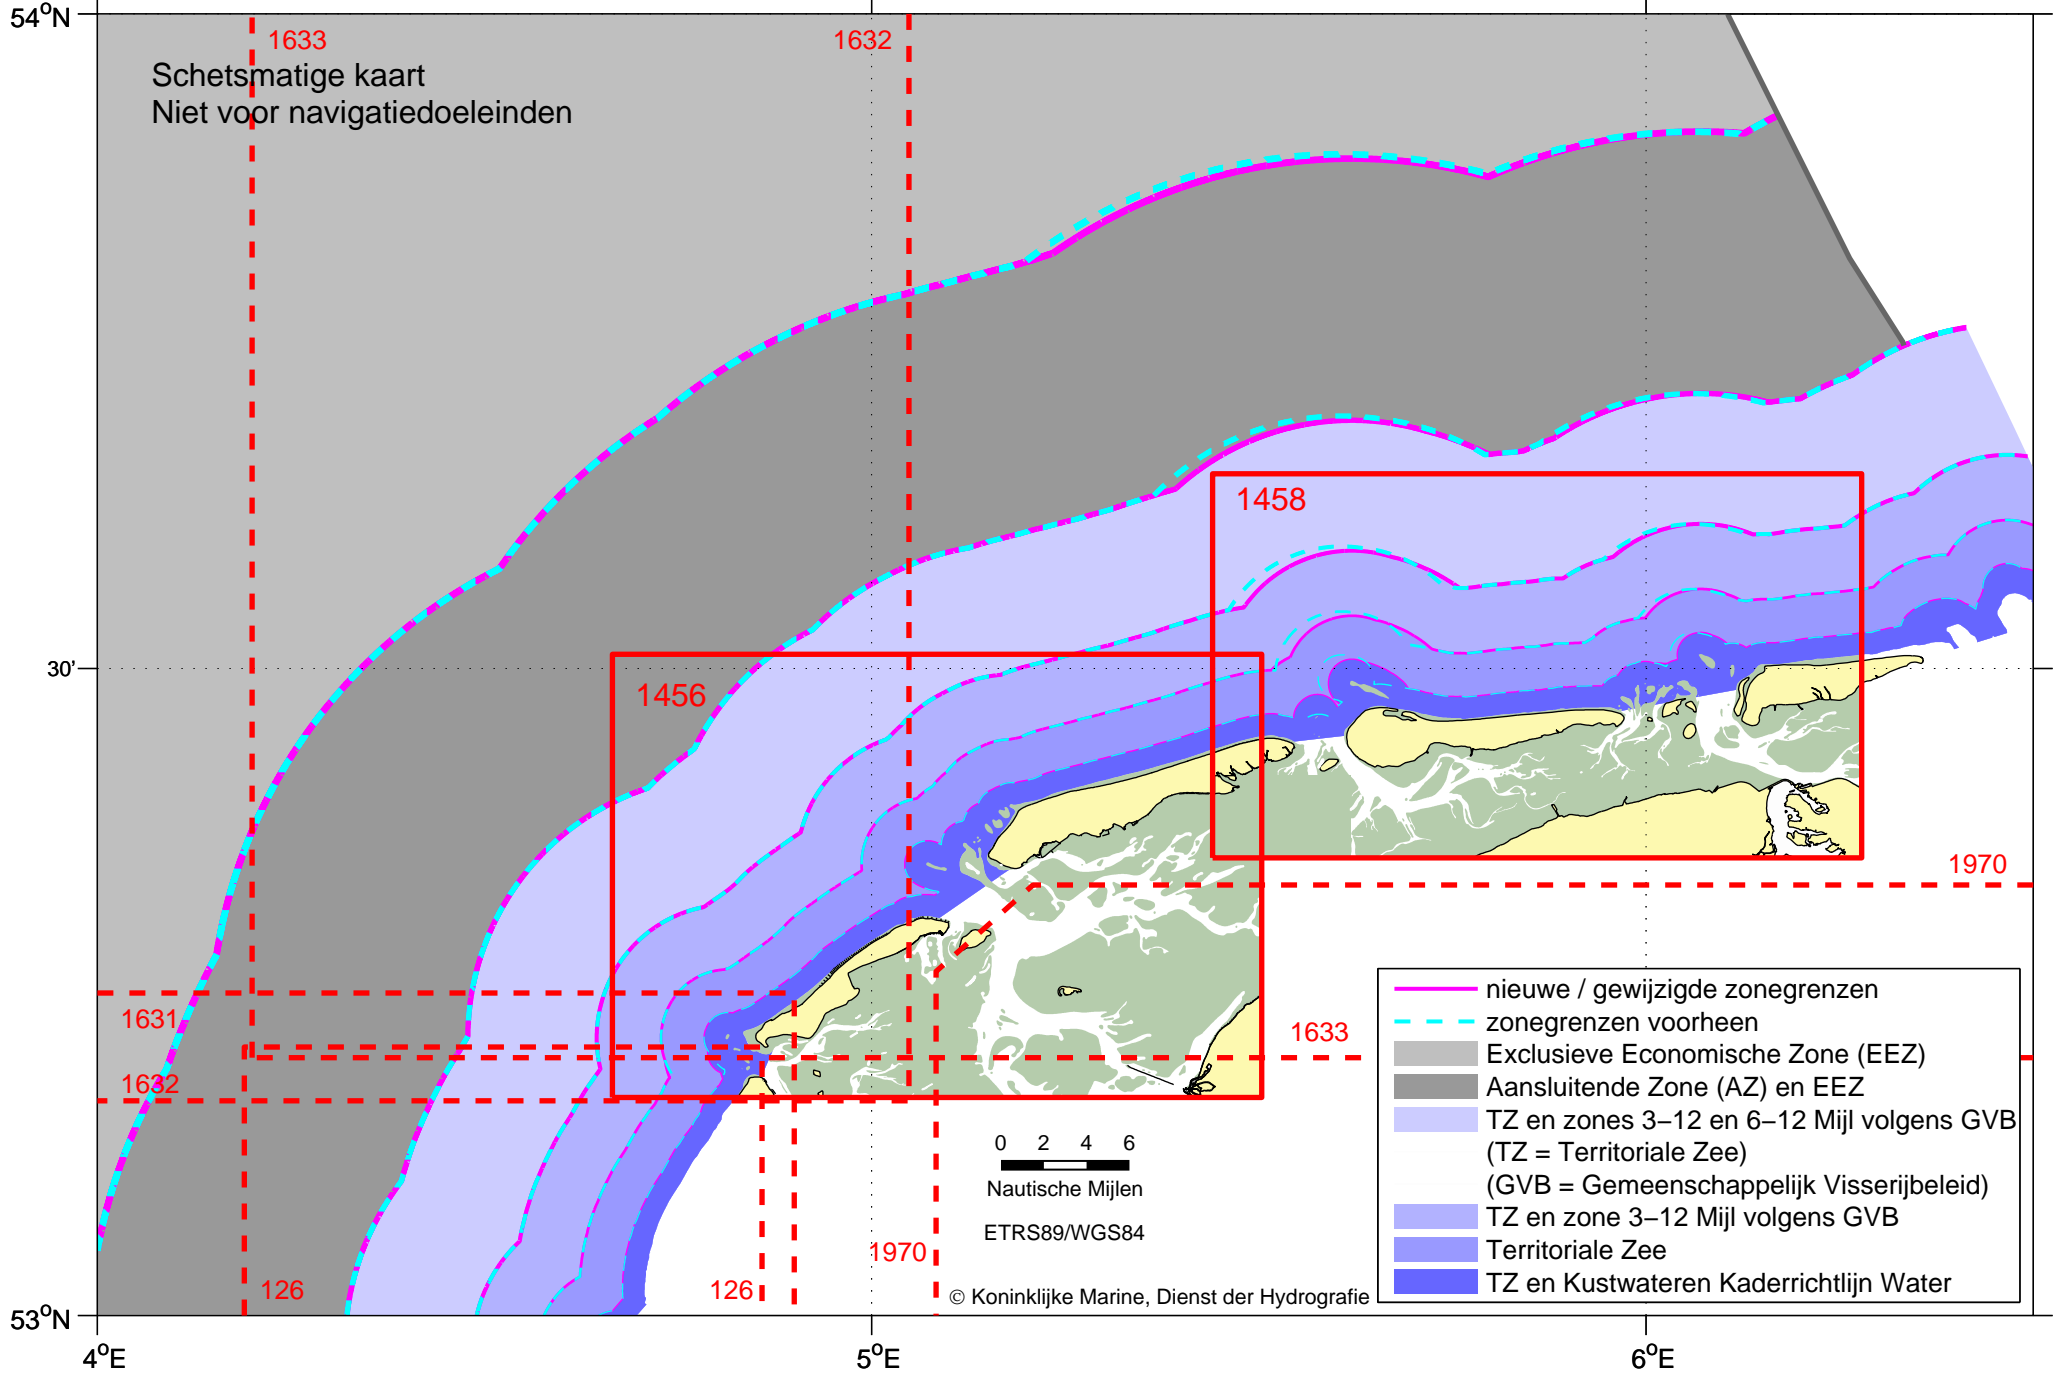 54°N
1633
1632
Schetsmatige kaart
Niet voor navigatiedoeleinden
1458
30'
1456
1970
1631
1633
1632
nieuwe / gewijzigde zonegrenzen
zonegrenzen voorheen
Exclusieve Economische Zone (EEZ)
Aansluitende Zone (AZ) en EEZ
TZ en zones 3–12 en 6–12 Mijl volgens GVB
(TZ = Territoriale Zee)
(GVB = Gemeenschappelijk Visserijbeleid)
TZ en zone 3–12 Mijl volgens GVB
Territoriale Zee
TZ en Kustwateren Kaderrichtlijn Water
0 2 4 6
Nautische Mijlen
ETRS89/WGS84
1970
126
126
© Koninklijke Marine, Dienst der Hydrografie
53°N
4°E
5°E
6°E